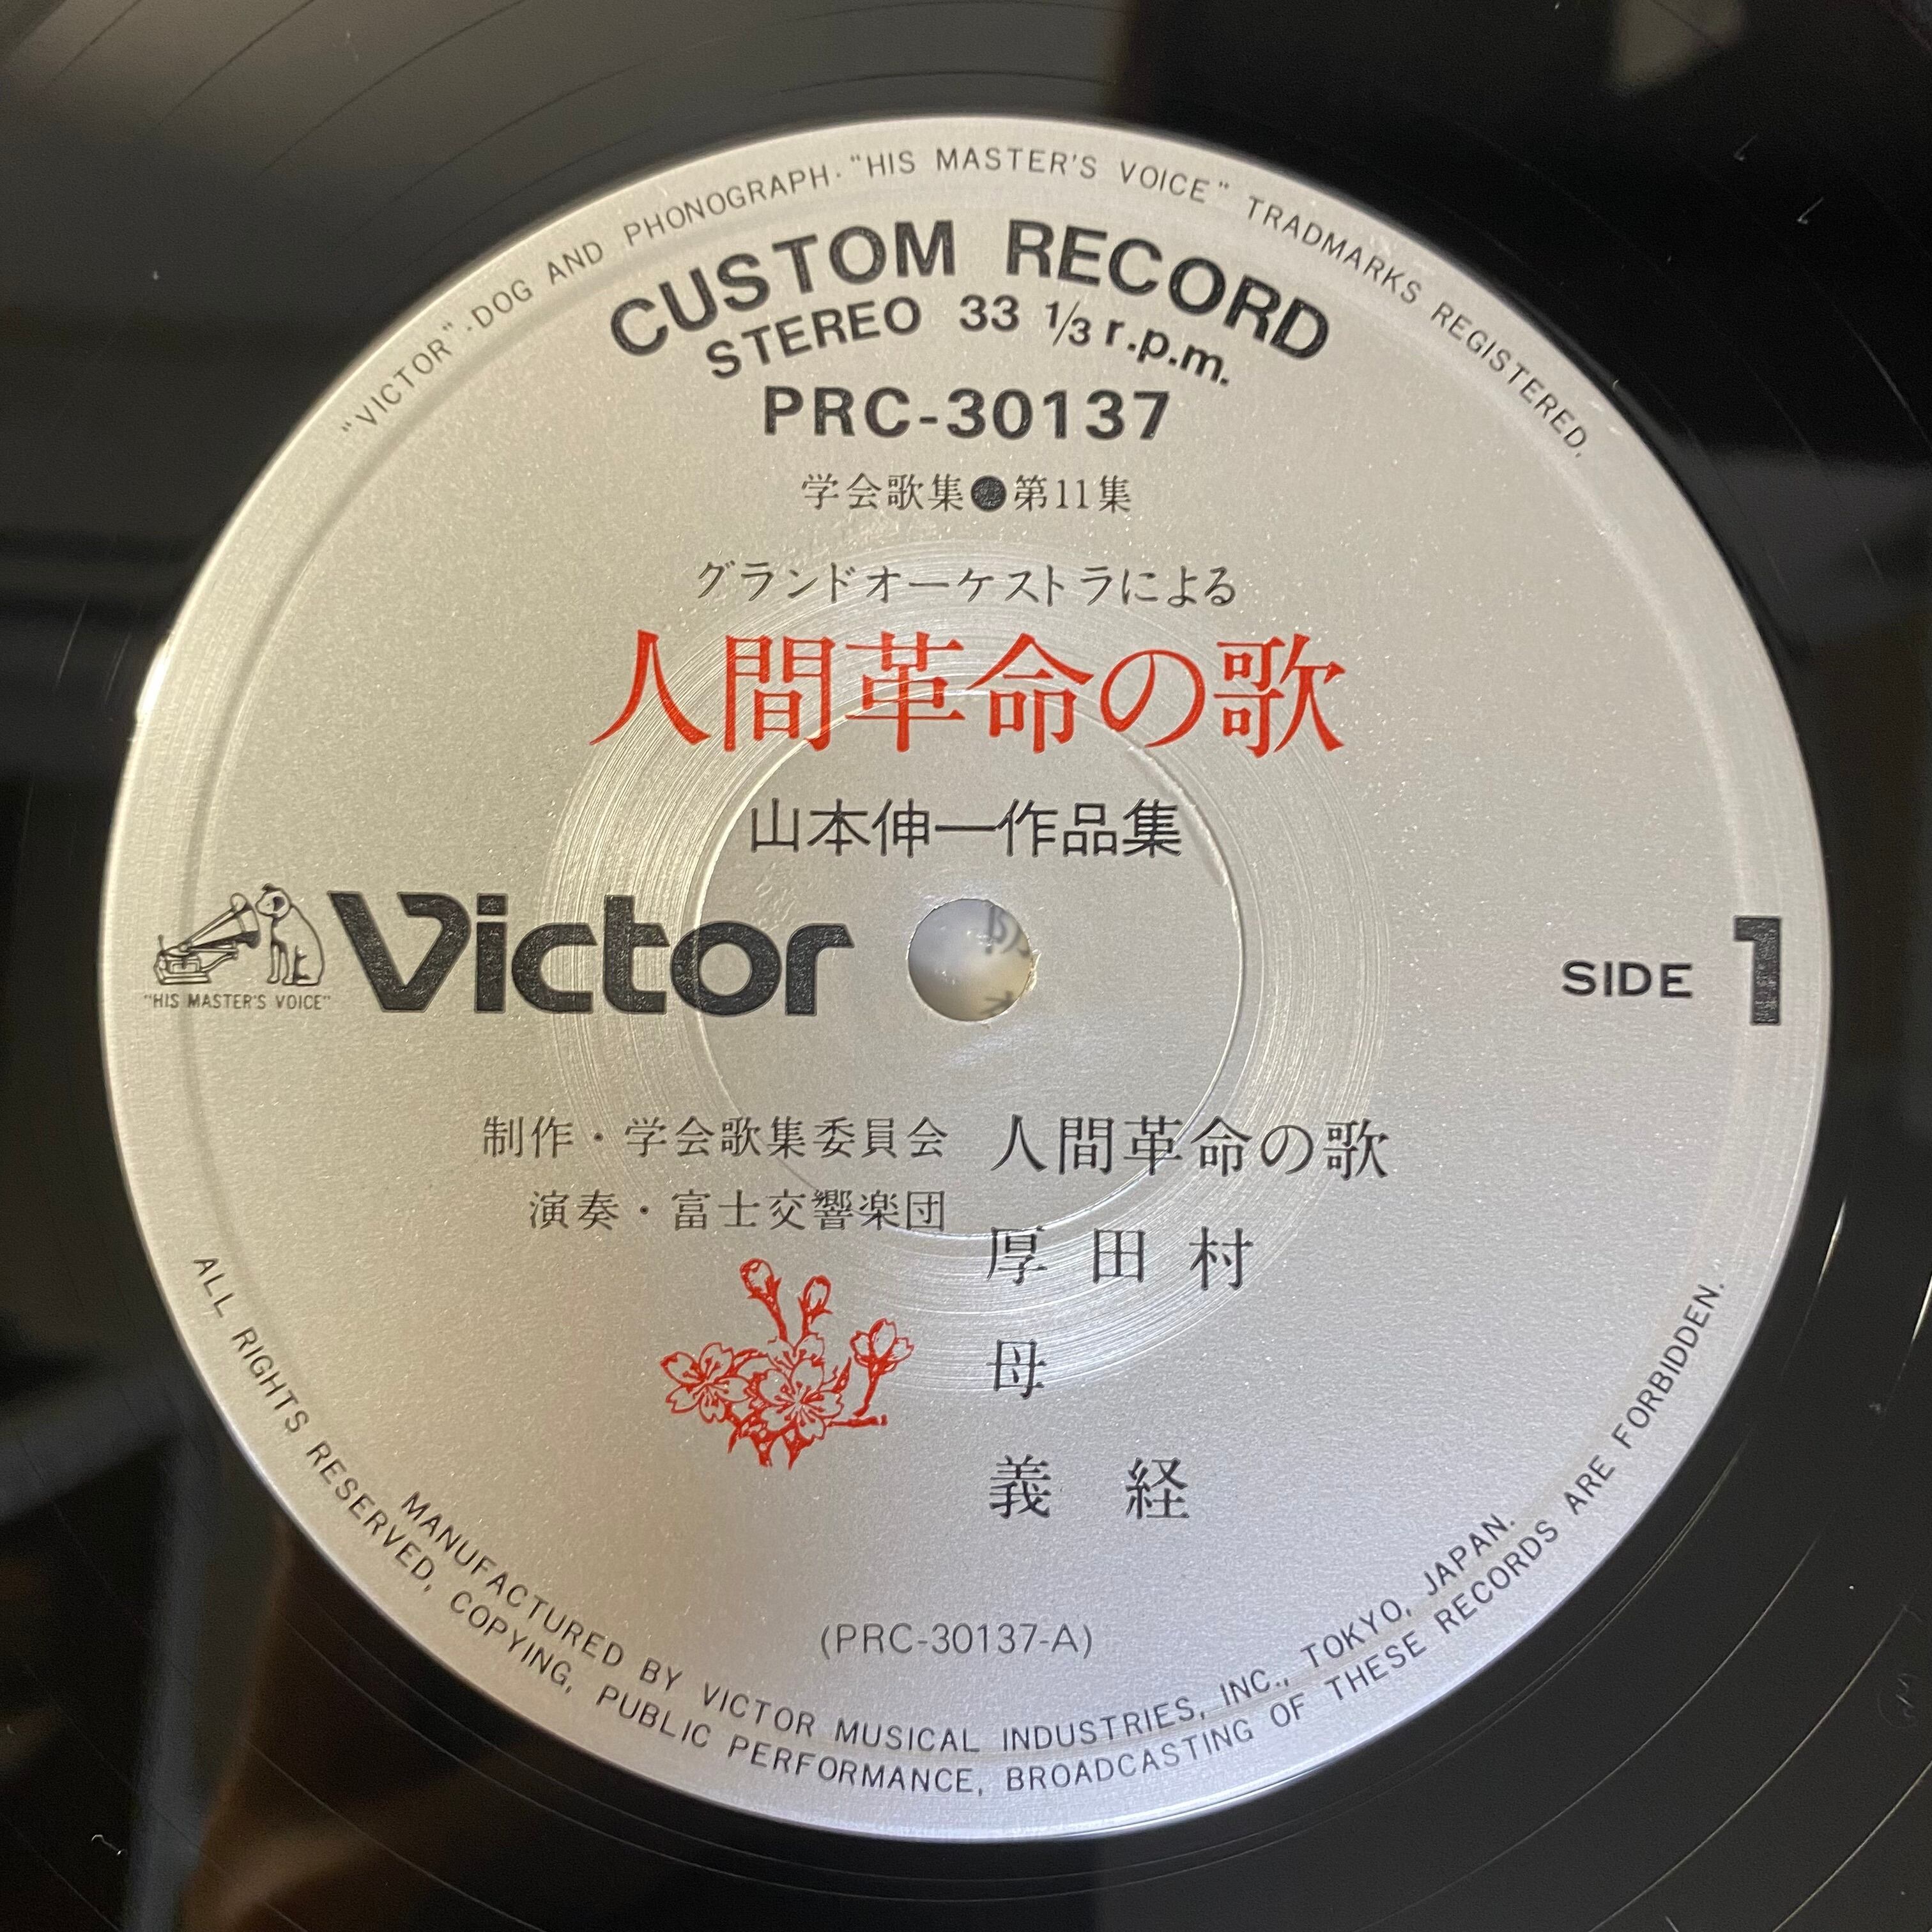 "VICTOR"·DOG AND PHONOGRAPH·"HIS MASTER'S VOICE" TRADMARKS REGISTERED.
CUSTOM RECORD
STEREO 33 1/3 r.p.m.
PRC-30137
学会歌集●第11集
グランドオーケストラによる
人間革命の歌
山本伸一作品集
"HIS MASTER'S VOICE"
Victor
SIDE 1
制作・学会歌集委員会
演奏・富士交響楽団
人間革命の歌
厚田村
母
義経
(PRC-30137-A)
MANUFACTURED BY VICTOR MUSICAL INDUSTRIES, INC., TOKYO, JAPAN.
ALL RIGHTS RESERVED, COPYING, PUBLIC PERFORMANCE, BROADCASTING OF THESE RECORDS ARE FORBIDDEN.